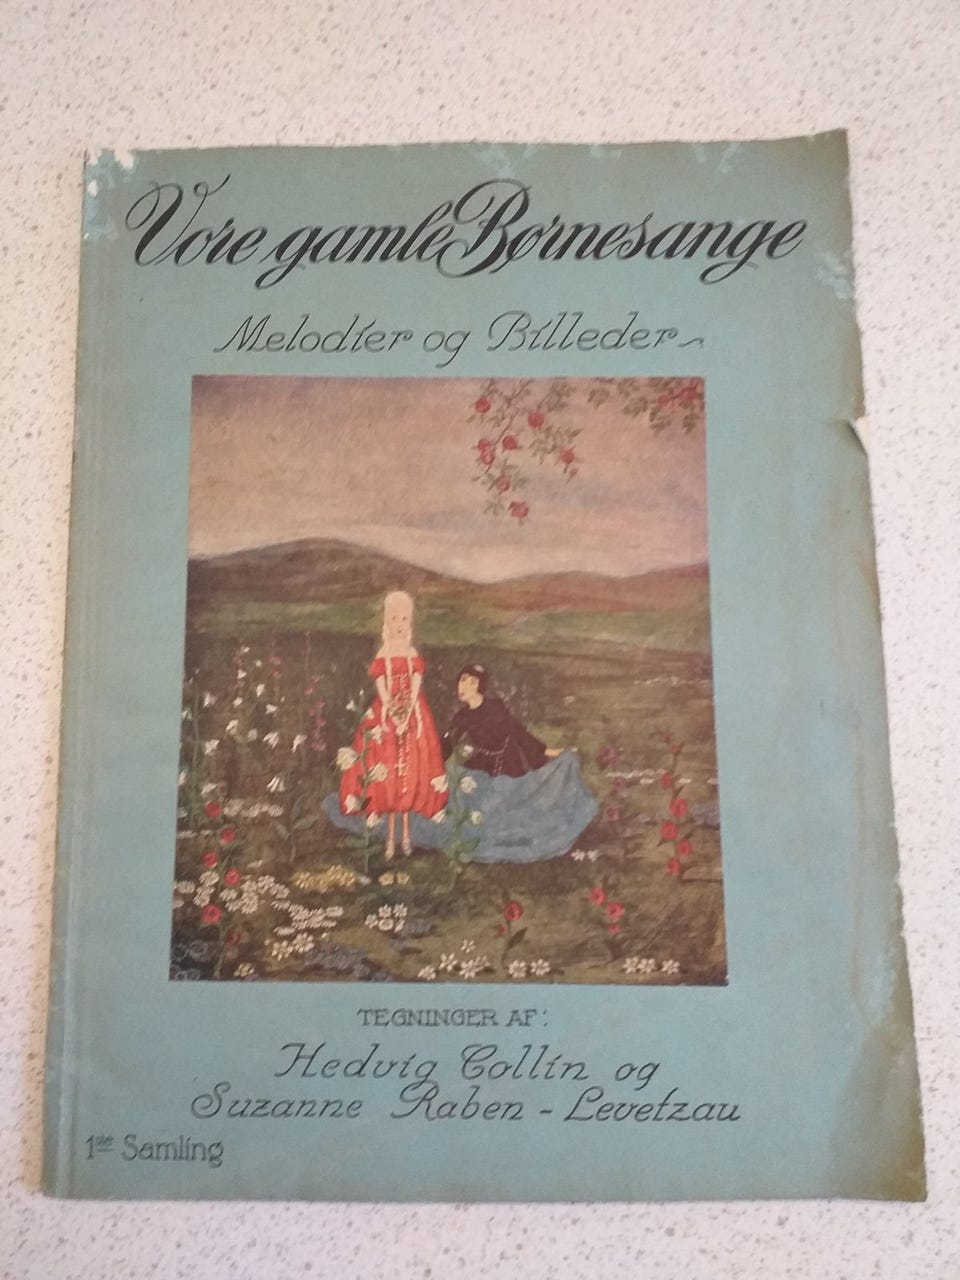 Vore gamle Børnesange
Melodier og Billeder
TEGNINGER AF:
Hedvig Collin og
Suzanne Raben - Levetzau
1ste Samling